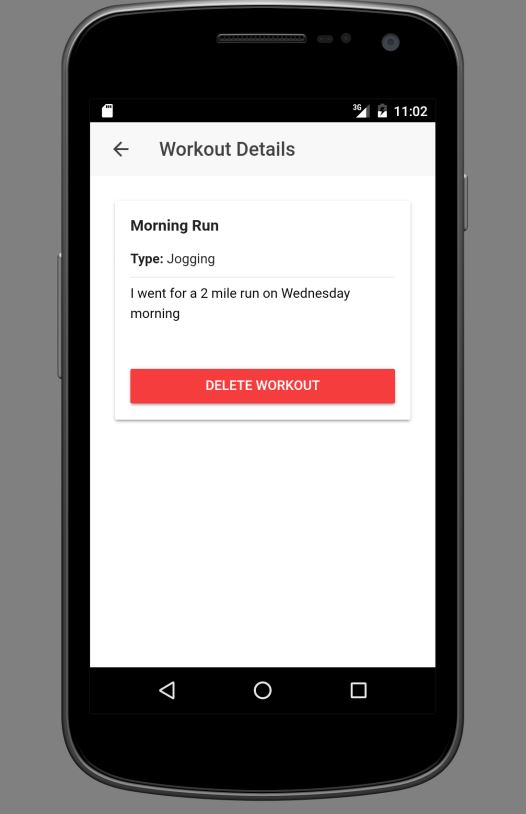 3G 11:02
Workout Details
Morning Run
Type: Jogging
I went for a 2 mile run on Wednesday
morning
DELETE WORKOUT